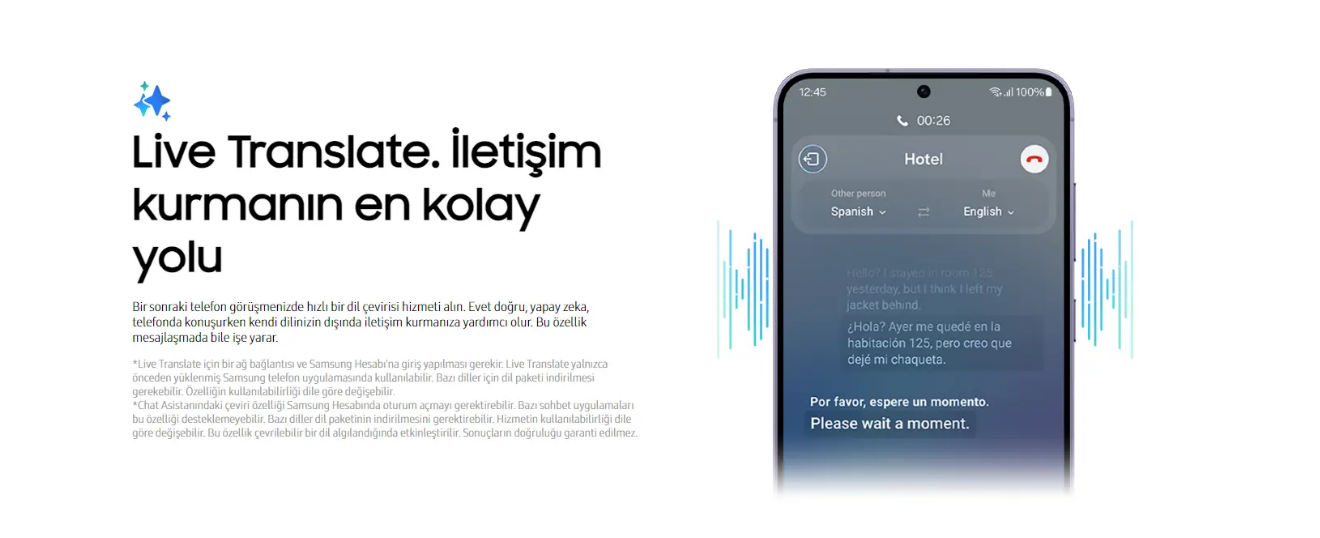 Live Translate. İletişim
kurmanın en kolay
yolu
Bir sonraki telefon görüşmenizde hızlı bir dil çevirisi hizmeti alın. Evet doğru, yapay zeka,
telefonda konuşurken kendi dilinizin dışında iletişim kurmanıza yardımcı olur. Bu özellik
mesajlaşmada bile işe yarar.
*Live Translate için bir ağ bağlantısı ve Samsung Hesabı'na giriş yapılması gerekir. Live Translate yalnızca
önceden yüklenmiş Samsung telefon uygulamasında kullanılabilir. Bazı diller için dil paketi indirilmesi
gerekebilir. Özelliğin kullanılabilirliği dile göre değişebilir.
*Chat Asistanındaki çeviri özelliği Samsung Hesabında oturum açmayı gerektirebilir. Bazı sohbet uygulamaları
bu özelliği desteklemeyebilir. Bazı diller dil paketinin indirilmesini gerektirebilir. Hizmetin kullanılabilirliği dile
göre değişebilir. Bu özellik çevrilebilir bir dil algılandığında etkinleştirilir. Sonuçların doğruluğu garanti edilmez.
12:45 100%
00:26
Hotel
Other person Me
Spanish English
Hello? I stayed in room 125
yesterday, but I think I left my
jacket behind.
¿Hola? Ayer me quedé en la
habitación 125, pero creo que
dejé mi chaqueta.
Por favor, espere un momento.
Please wait a moment.